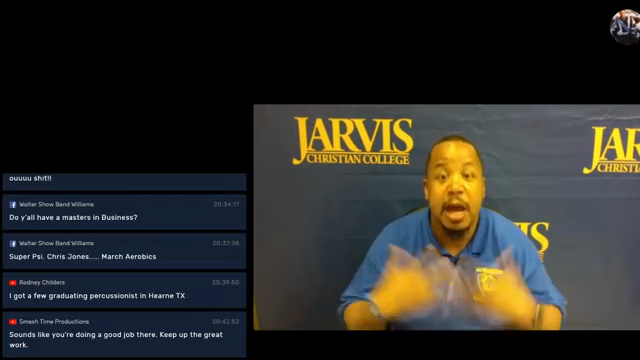 ouuuu shit!!
Walter Show Band Williams 20:34:17
Do y'all have a masters in Business?
Walter Show Band Williams 20:37:38
Super Psi. Chris Jones..... March Aerobics
Rodney Childers 20:39:50
I got a few graduating percussionist in Hearne TX
Smash Time Productions 20:42:52
Sounds like you're doing a good job there. Keep up the great
work.
JARVIS
CHRISTIAN COLLEGE
JARV
CHRISTIA
IS